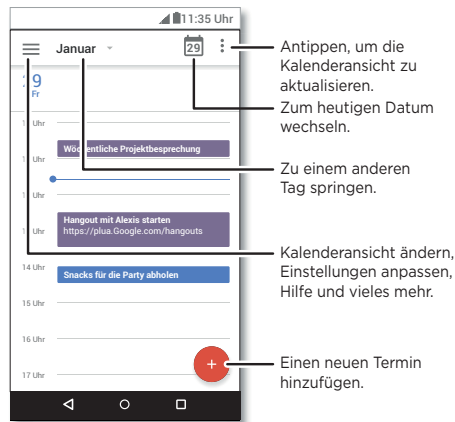 11:35 Uhr
Januar
29
9
Fr
Uhr
Wöchentliche Projektbesprechung
Uhr
Uhr
Hangout mit Alexis starten
https://plua.Google.com/hangouts
Uhr
14 Uhr
Snacks für die Party abholen
15 Uhr
16 Uhr
+
17 Uhr
Antippen, um die
Kalenderansicht zu
aktualisieren.
Zum heutigen Datum
wechseln.
Zu einem anderen
Tag springen.
Kalenderansicht ändern,
Einstellungen anpassen,
Hilfe und vieles mehr.
Einen neuen Termin
hinzufügen.